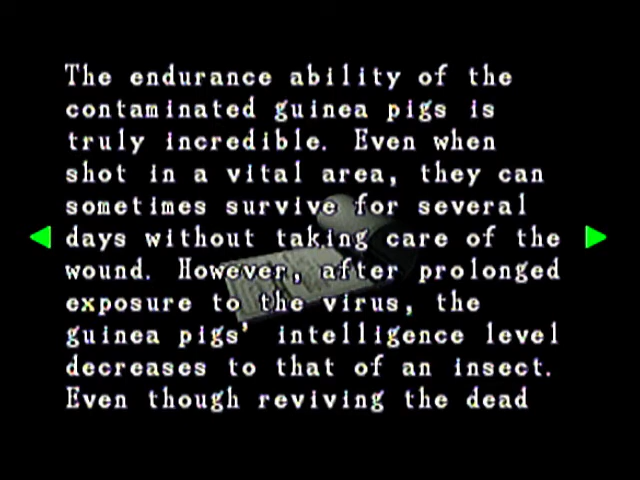 The endurance ability of the
contaminated guinea pigs is
truly incredible. Even when
shot in a vital area, they can
sometimes survive for several
days without taking care of the
wound. However, after prolonged
exposure to the virus, the
guinea pigs' intelligence level
decreases to that of an insect.
Even though reviving the dead